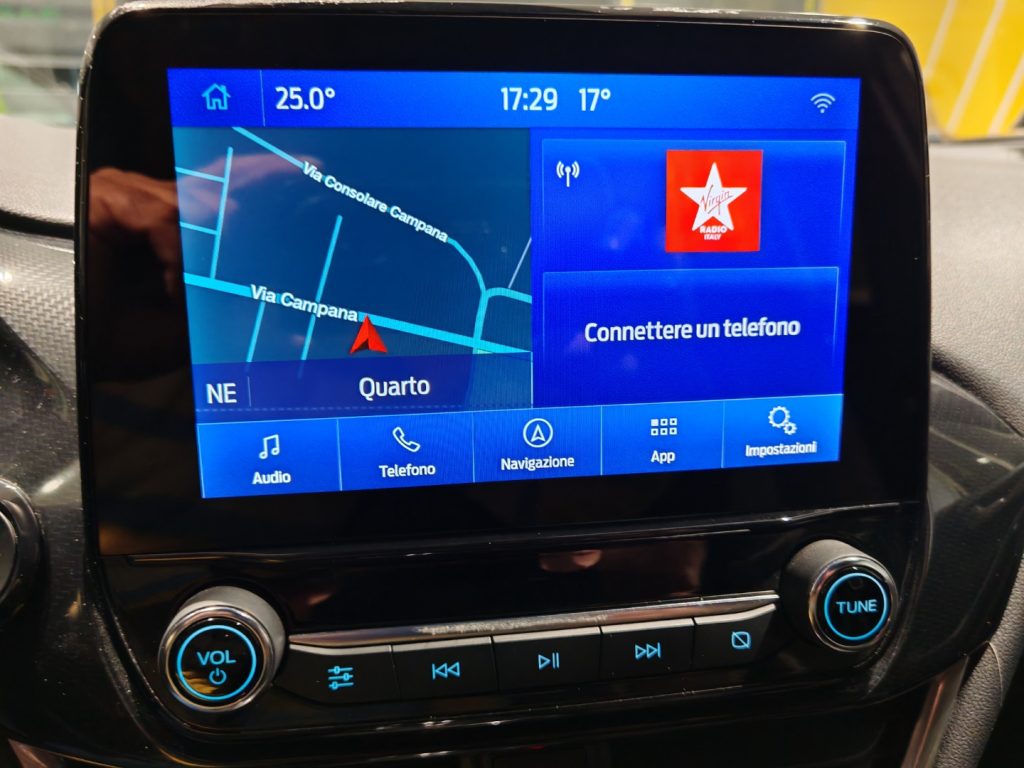 25.0°
17:29 17°
Via Consolare Campana
Via Campana
NE
Quarto
Virgin
RADIO
ITALY
Connettere un telefono
Audio
Telefono
Navigazione
App
Impostazioni
VOL
TUNE